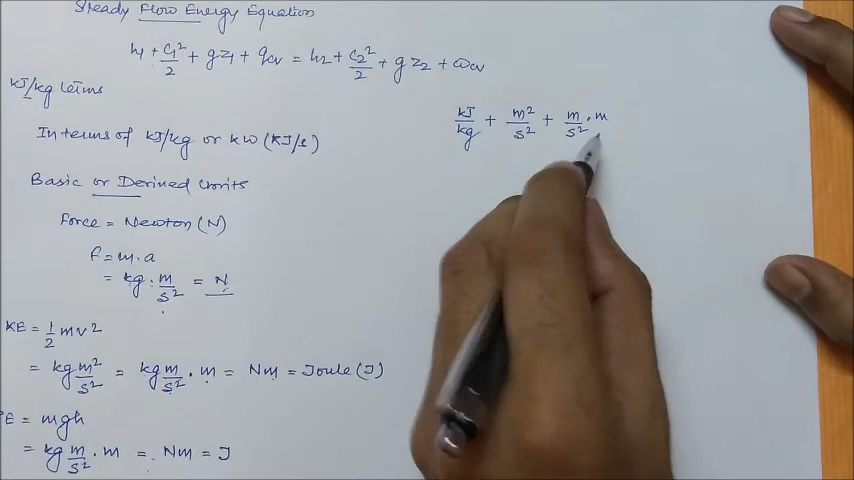 Steady Flow Energy Equation
h₁ + C₁²/2 + gz₁ + qcv = h₂ + C₂²/2 + gz₂ + ωcv
kJ/kg terms
kJ/kg + m²/s² + m/s² · m
In terms of kJ/kg or kW (kJ/s)
Basic or Derived units
Force = Newton (N)
F = m.a
= kg · m/s² = N
KE = 1/2 mv²
= kg m²/s² = kg m/s² · m = Nm = Joule (J)
PE = mgh
= kg m/s² · m = Nm = J